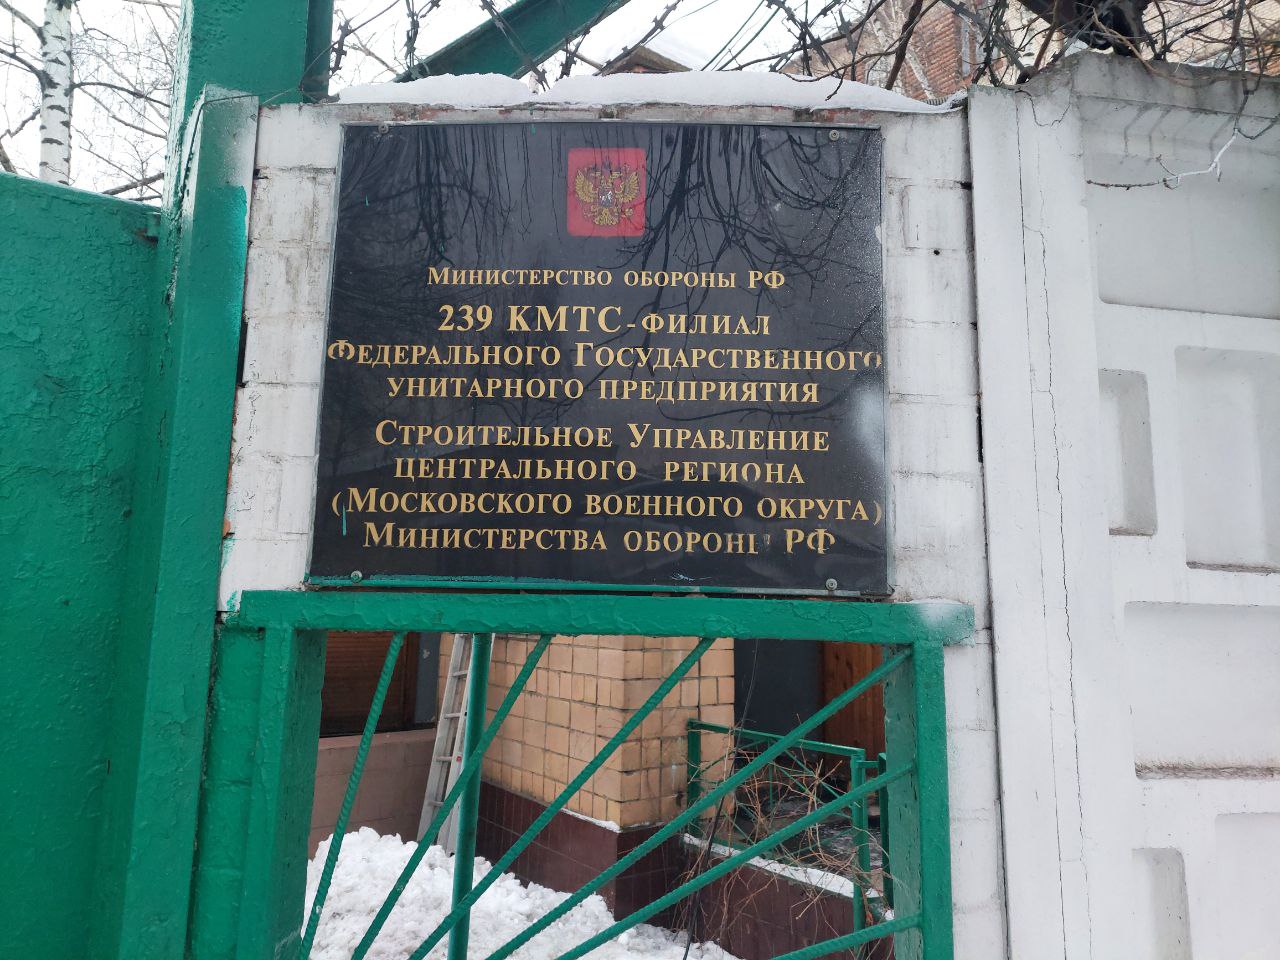 Министерство обороны РФ
239 КМТС-филиал
Федерального Государственного
унитарного предприятия
Строительное Управление
центрального региона
(Московского военного округа)
Министерства обороны РФ